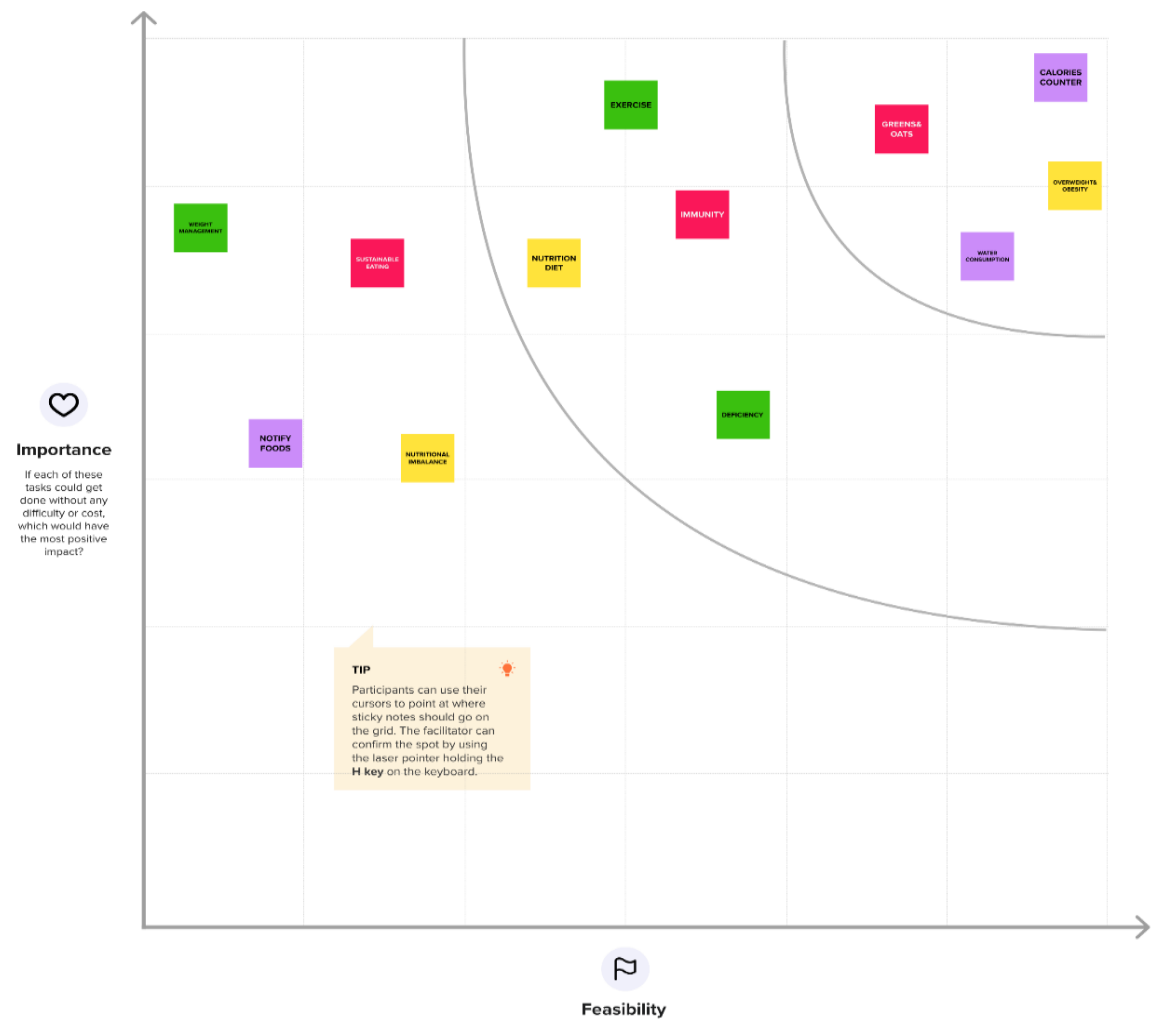 CALORIES
COUNTER
EXERCISE
GREENS&
OATS
OVERWEIGHT&
OBESITY
IMMUNITY
WEIGHT
MANAGEMENT
SUSTAINABLE
EATING
NUTRITION
DIET
WATER
CONSUMPTION
DEFICIENCY
NOTIFY
FOODS
NUTRITIONAL
IMBALANCE
Importance
If each of these
tasks could get
done without any
difficulty or cost,
which would have
the most positive
impact?
TIP
Participants can use their
cursors to point at where
sticky notes should go on
the grid. The facilitator can
confirm the spot by using
the laser pointer holding the
H key on the keyboard.
Feasibility